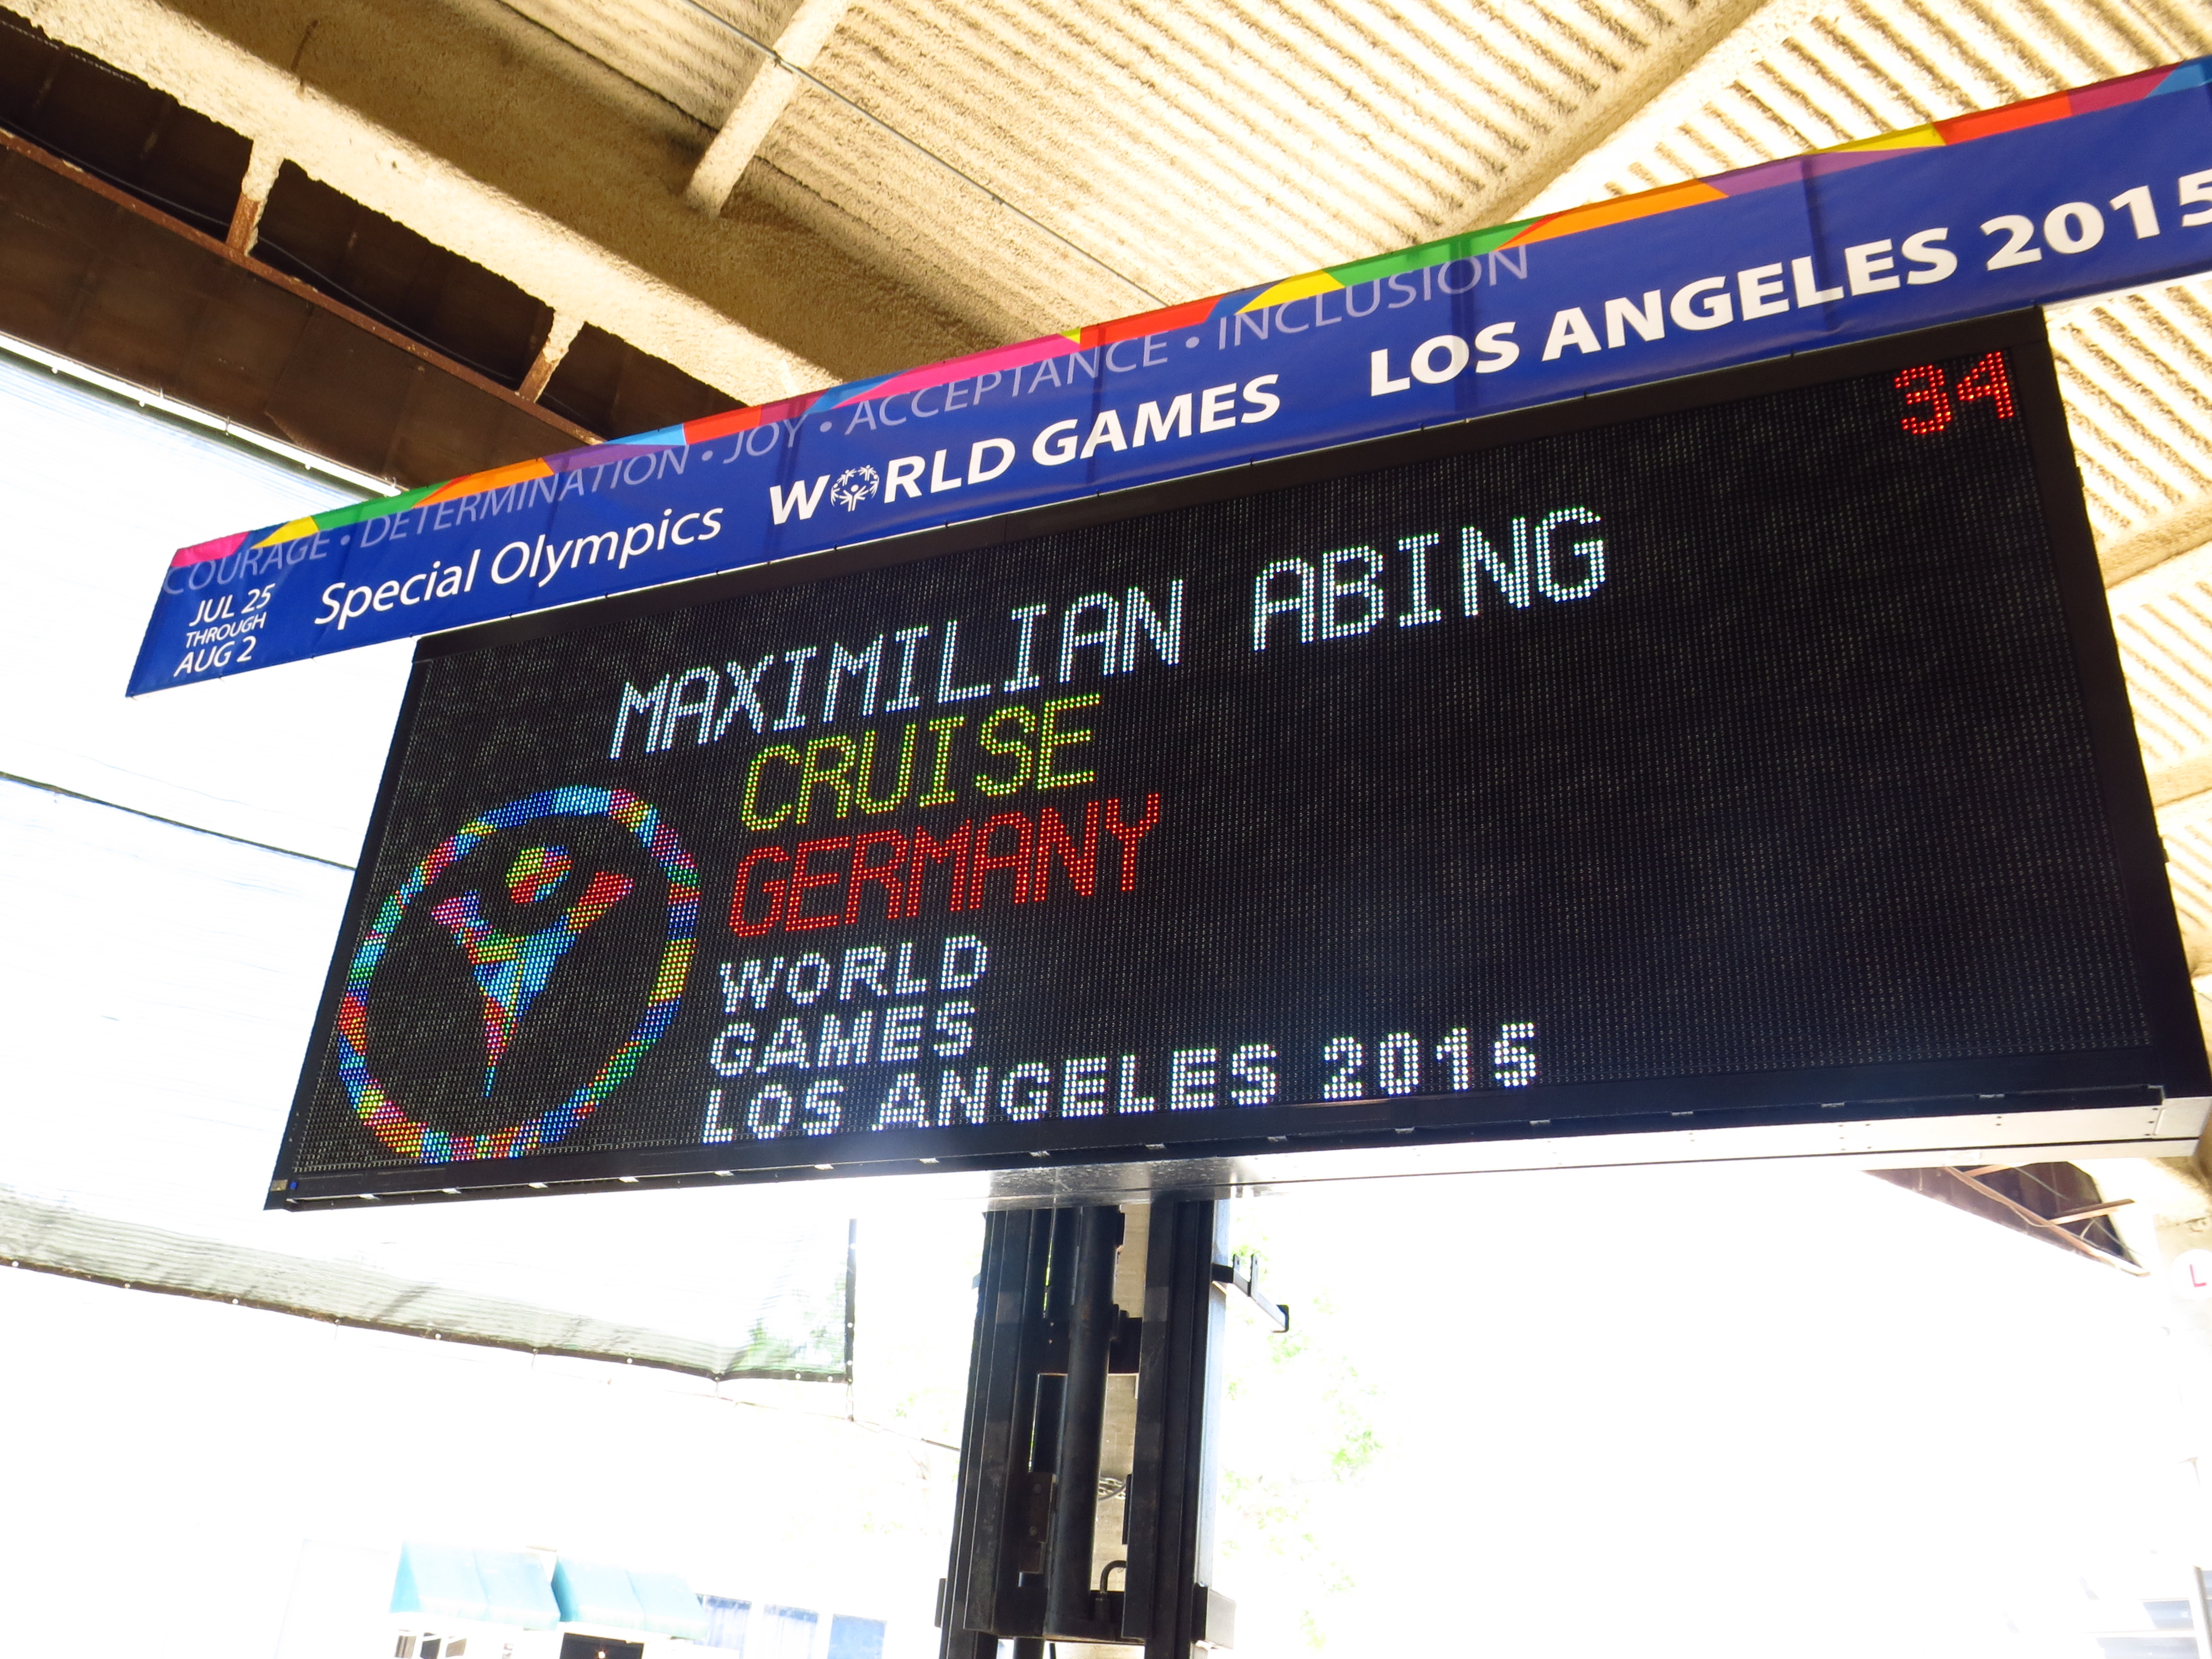 COURAGE • DETERMINATION • JOY • ACCEPTANCE • INCLUSION
JUL 25
THROUGH
AUG 2
Special Olympics WORLD GAMES LOS ANGELES 2015
34
MAXIMILIAN ABING
CRUISE
GERMANY
WORLD
GAMES
LOS ANGELES 2015
L